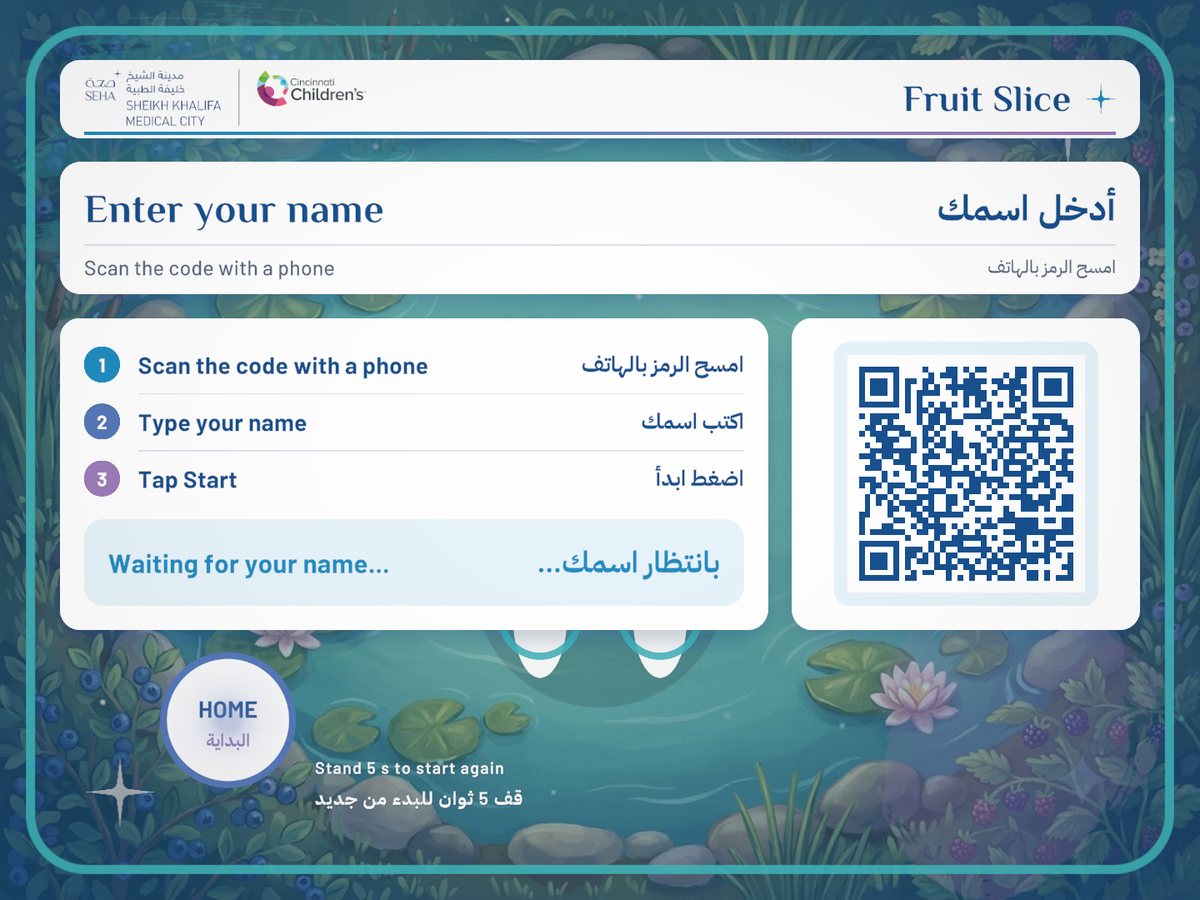 صحة
SEHA
مدينة الشيخ
خليفة الطبية
SHEIKH KHALIFA
MEDICAL CITY
Cincinnati
Children's
Fruit Slice
Enter your name
أدخل اسمك
Scan the code with a phone
امسح الرمز بالهاتف
1 Scan the code with a phone
امسح الرمز بالهاتف
2 Type your name
اكتب اسمك
3 Tap Start
اضغط ابدأ
Waiting for your name...
بانتظار اسمك...
HOME
البداية
Stand 5 s to start again
قف 5 ثوان للبدء من جديد